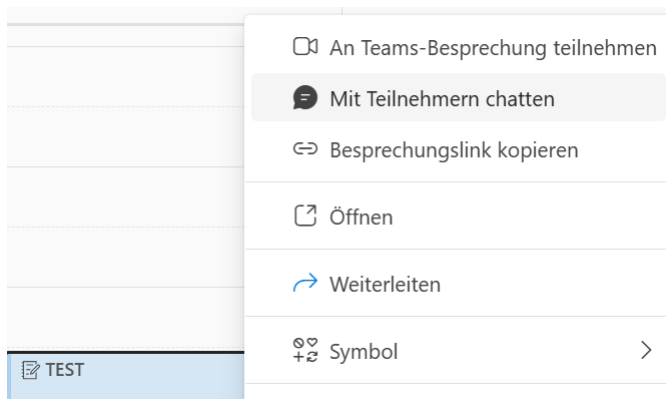 An Teams-Besprechung teilnehmen
Mit Teilnehmern chatten
Besprechungslink kopieren
Öffnen
Weiterleiten
Symbol
TEST